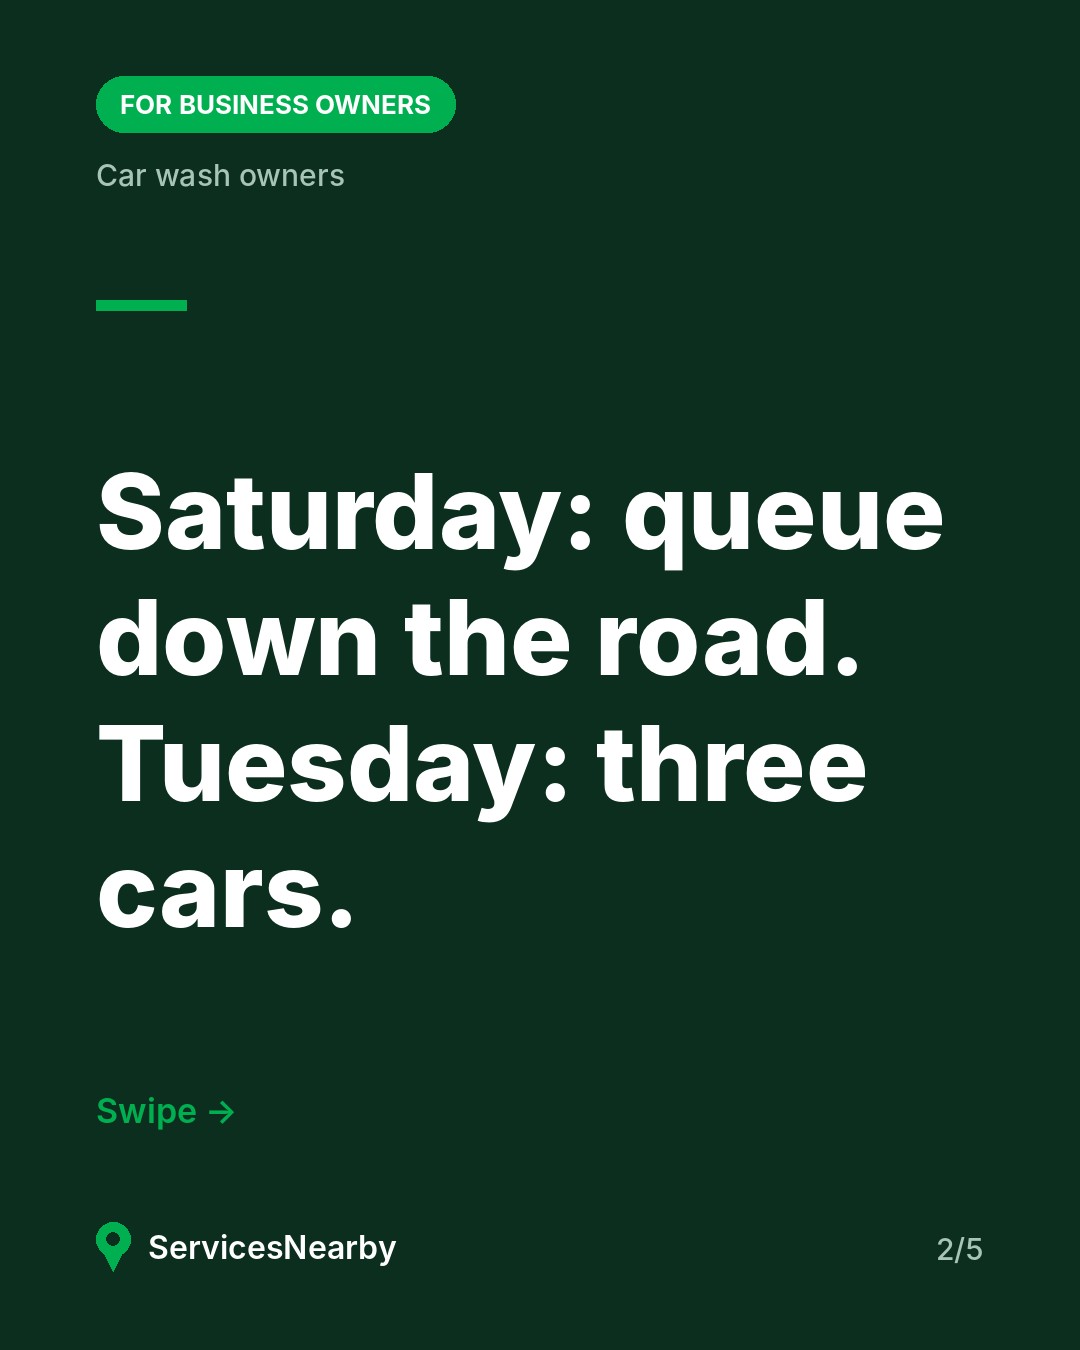 FOR BUSINESS OWNERS
Car wash owners
Saturday: queue
down the road.
Tuesday: three
cars.
Swipe →
ServicesNearby
2/5